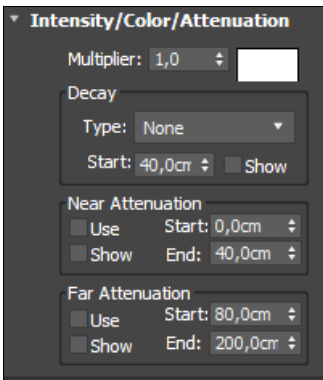 Intensity/Color/Attenuation
Multiplier: 1,0
Decay
Type: None
Start: 40,0cm Show
Near Attenuation
Use Start: 0,0cm
Show End: 40,0cm
Far Attenuation
Use Start: 80,0cm
Show End: 200,0cm